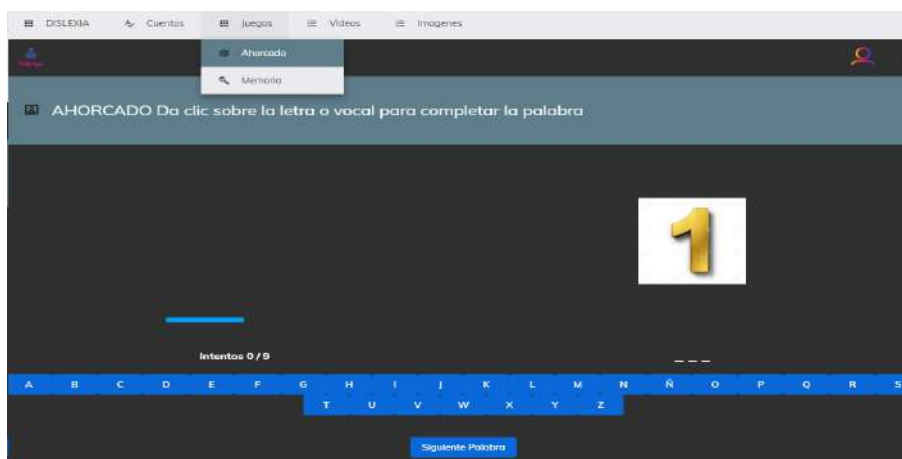 DISLEXIA Cuentos Juegos Videos Imagenes
Ahorcado
Memoria
AHORCADO Da clic sobre la letra o vocal para completar la palabra
1
Intentos 0 / 9
_ _ _
A B C D E F G H I J K L M N Ñ O P Q R S
T U V W X Y Z
Siguiente Palabra